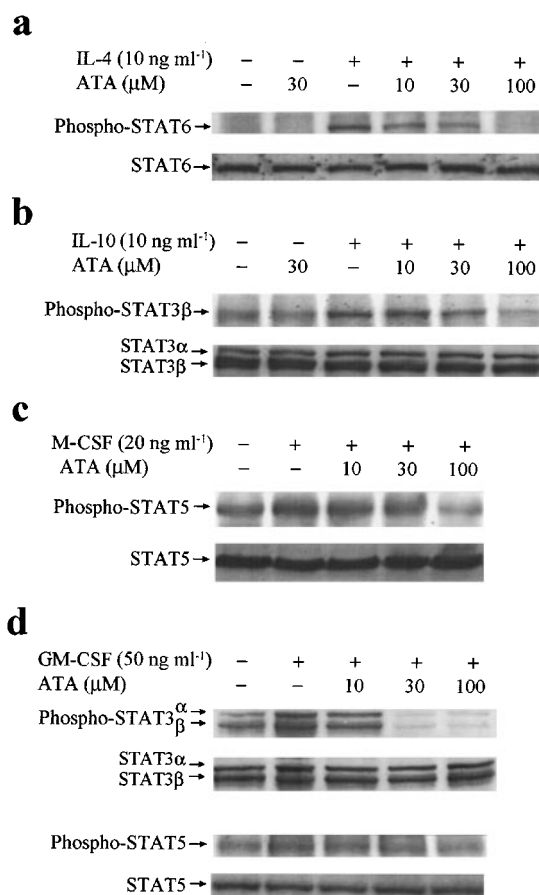 a
IL-4 (10 ng ml⁻¹) – – + + + +
ATA (μM) – 30 – 10 30 100
Phospho-STAT6→
STAT6→
b
IL-10 (10 ng ml⁻¹) – – + + + +
ATA (μM) – 30 – 10 30 100
Phospho-STAT3β→
STAT3α→
STAT3β→
c
M-CSF (20 ng ml⁻¹) – + + + +
ATA (μM) – – 10 30 100
Phospho-STAT5→
STAT5→
d
GM-CSF (50 ng ml⁻¹) – + + + +
ATA (μM) – – 10 30 100
Phospho-STAT3 α→
β→
STAT3α→
STAT3β→
Phospho-STAT5→
STAT5→